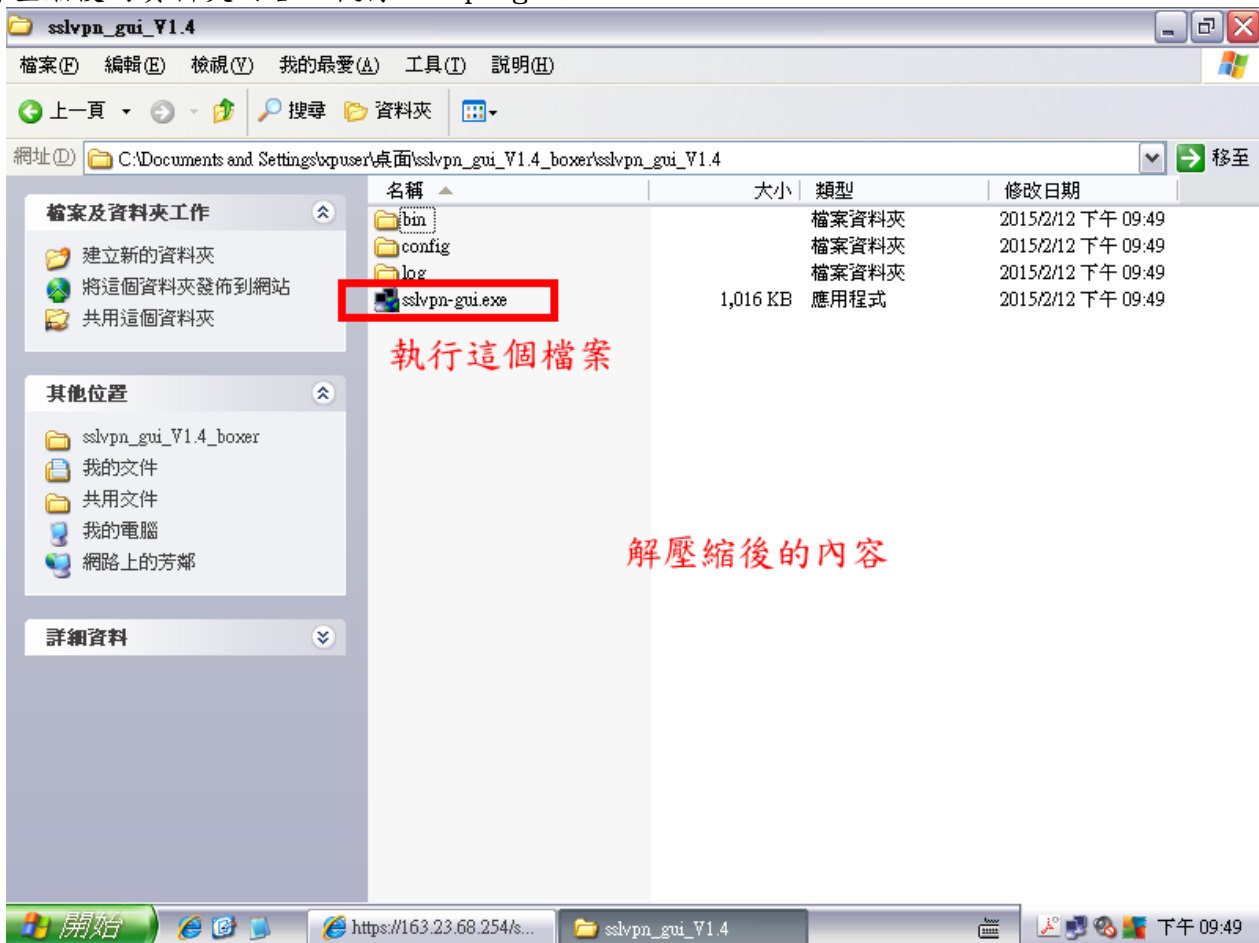 sslvpn_gui_V1.4
檔案(F) 編輯(E) 檢視(V) 我的最愛(A) 工具(T) 說明(H)
上一頁 搜尋 資料夾
網址(D) C:\Documents and Settings\xpuser\桌面\sslvpn_gui_V1.4_boxer\sslvpn_gui_V1.4 移至
檔案及資料夾工作
建立新的資料夾
將這個資料夾發佈到網站
共用這個資料夾
其他位置
sslvpn_gui_V1.4_boxer
我的文件
共用文件
我的電腦
網路上的芳鄰
詳細資料
名稱 大小 類型 修改日期
bin 檔案資料夾 2015/2/12 下午 09:49
config 檔案資料夾 2015/2/12 下午 09:49
log 檔案資料夾 2015/2/12 下午 09:49
sslvpn-gui.exe 1,016 KB 應用程式 2015/2/12 下午 09:49
執行這個檔案
解壓縮後的內容
開始 https://163.23.68.254/s... sslvpn_gui_V1.4 下午 09:49